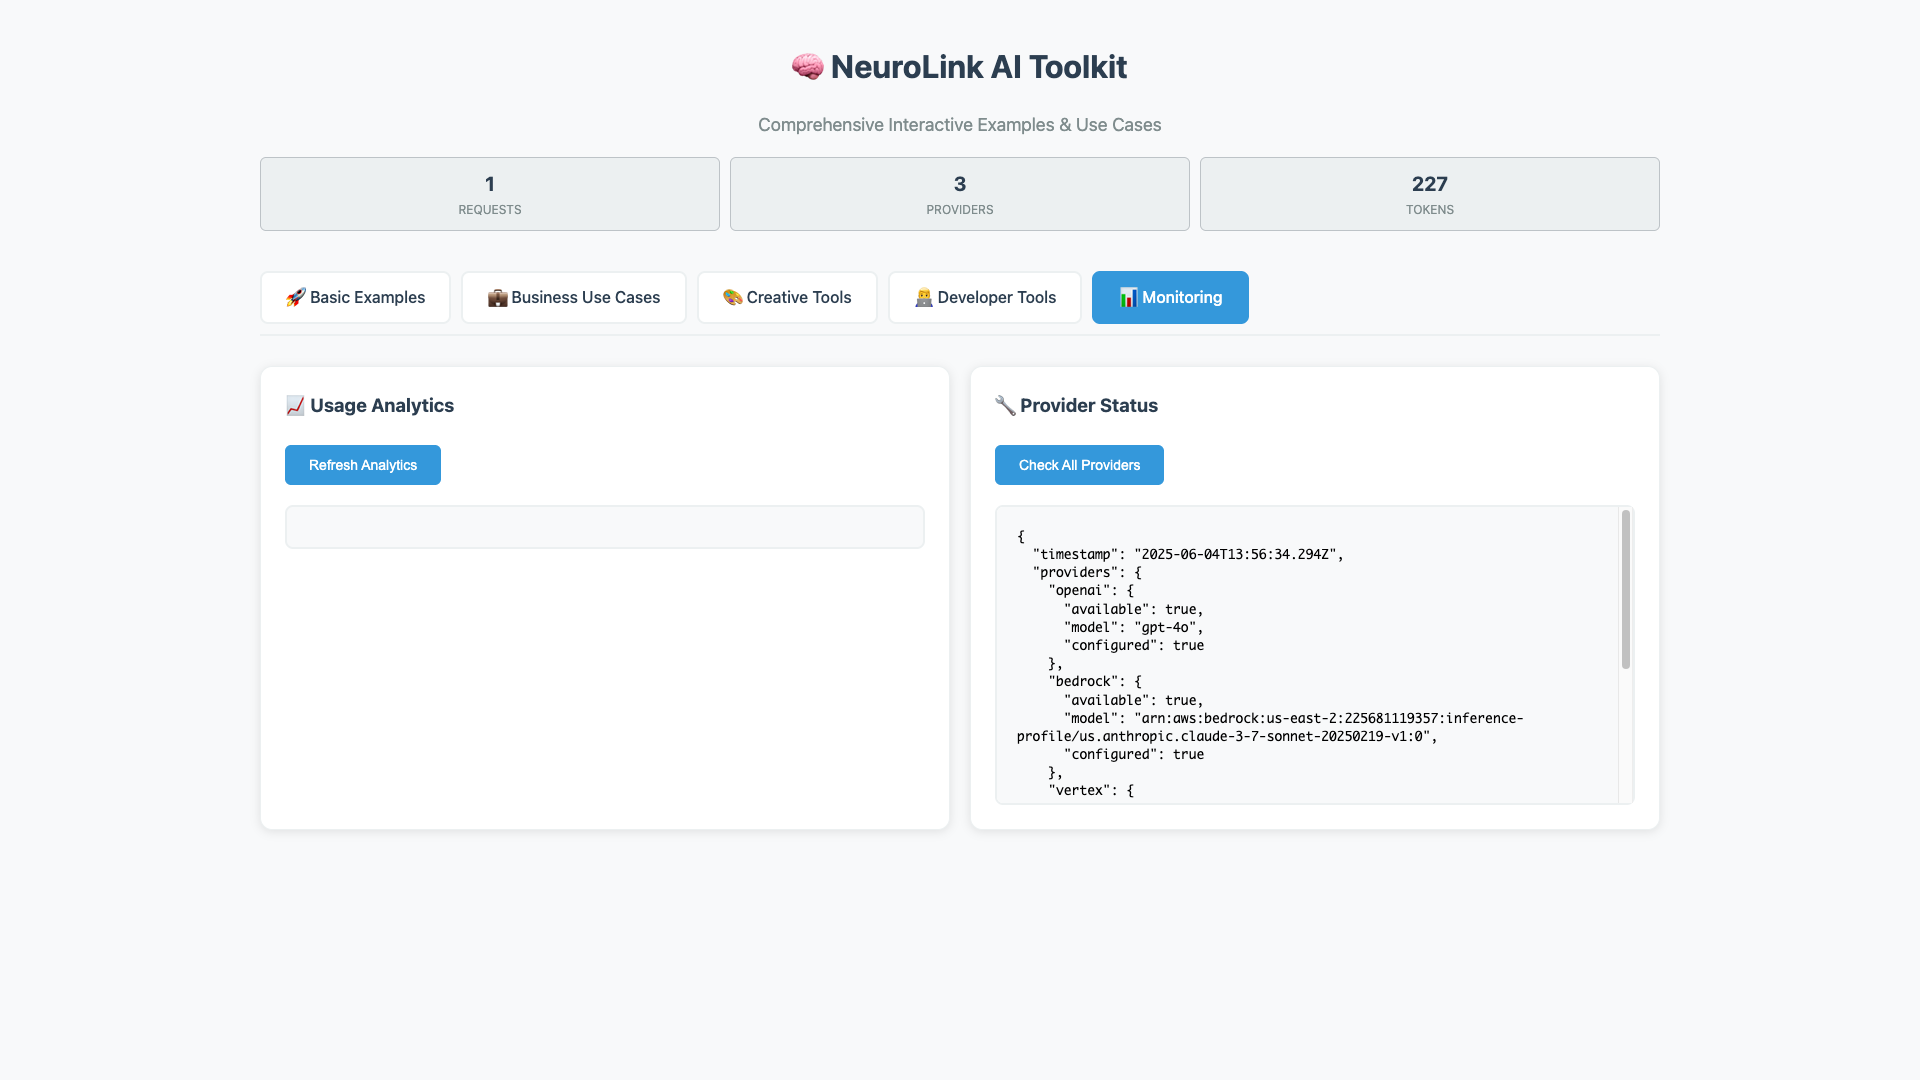 🧠 NeuroLink AI Toolkit
Comprehensive Interactive Examples & Use Cases
1
REQUESTS
3
PROVIDERS
227
TOKENS
🚀 Basic Examples
💼 Business Use Cases
🎨 Creative Tools
👨‍💻 Developer Tools
📊 Monitoring
📈 Usage Analytics
Refresh Analytics
🔧 Provider Status
Check All Providers
{
  "timestamp": "2025-06-04T13:56:34.294Z",
  "providers": {
    "openai": {
      "available": true,
      "model": "gpt-4o",
      "configured": true
    },
    "bedrock": {
      "available": true,
      "model": "arn:aws:bedrock:us-east-2:225681119357:inference-
profile/us.anthropic.claude-3-7-sonnet-20250219-v1:0",
      "configured": true
    },
    "vertex": {